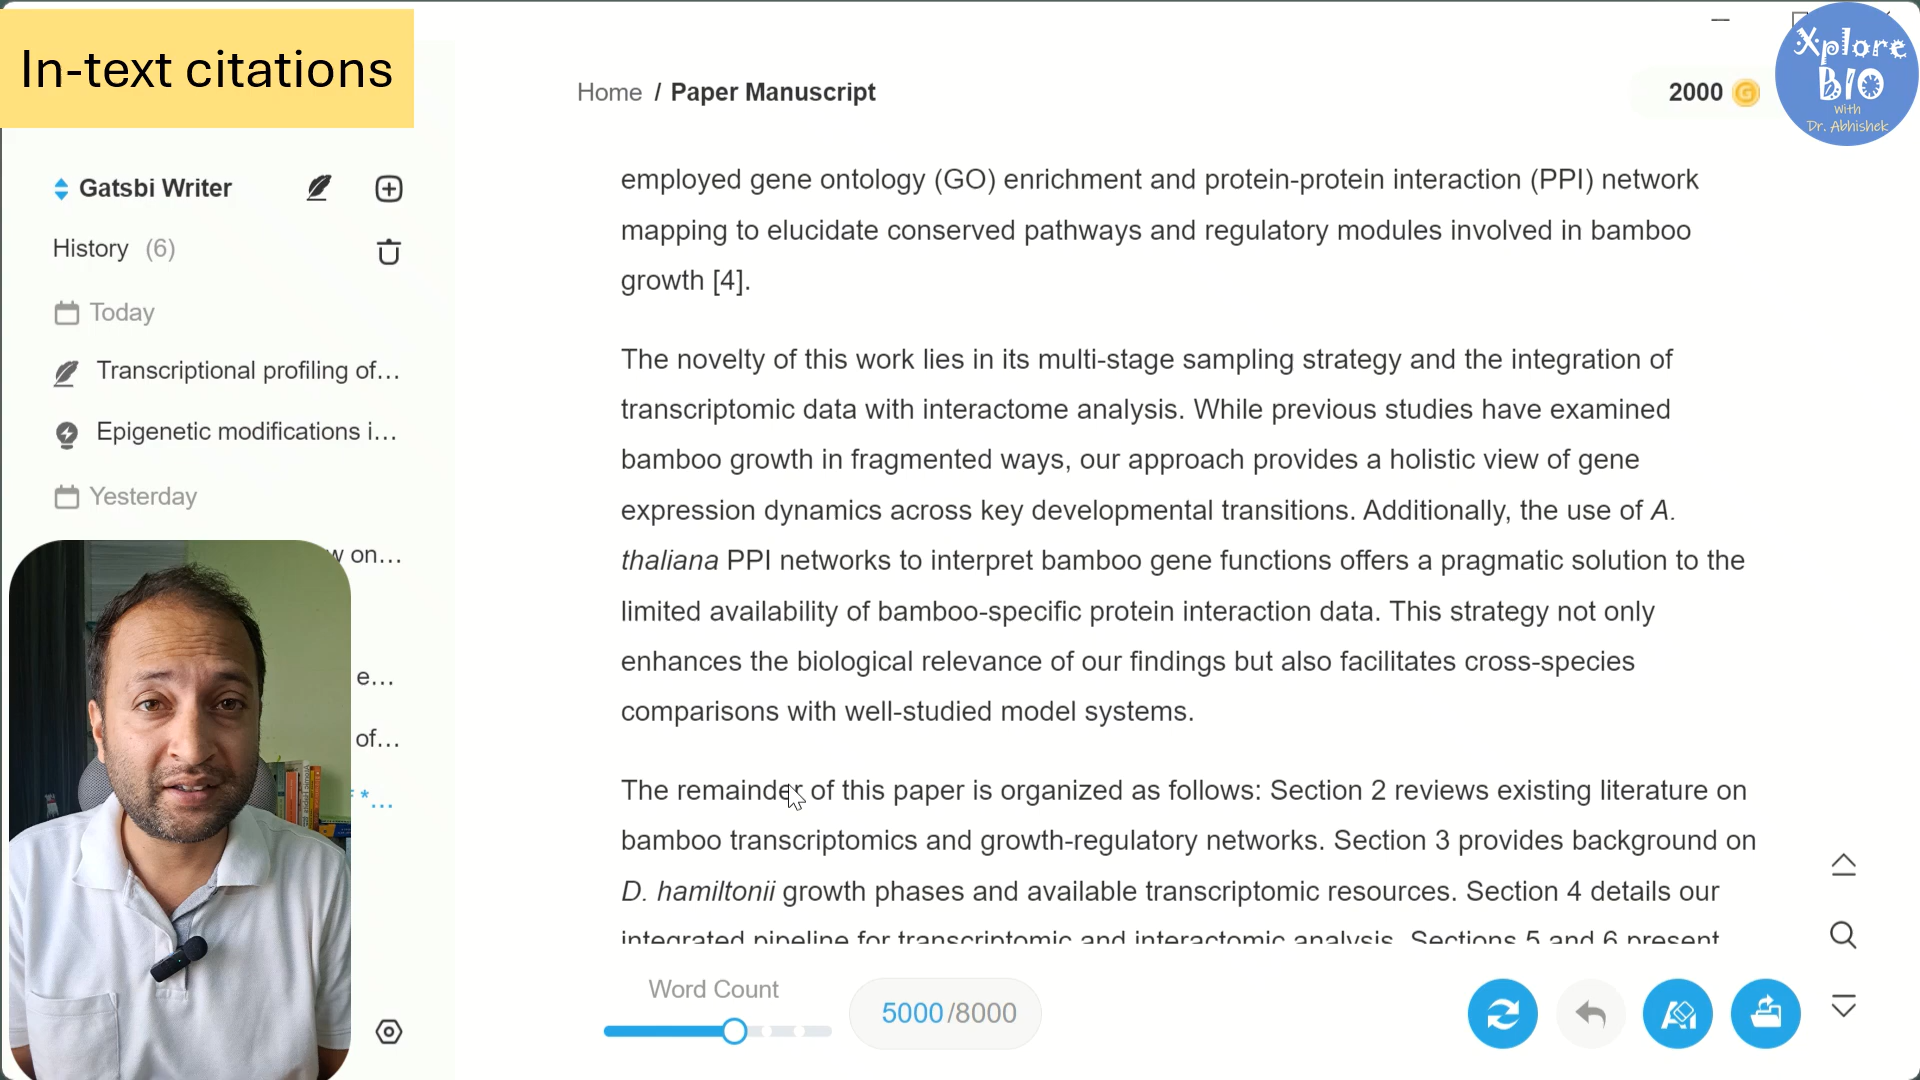 In-text citations
Xplore
BIO
With
Dr. Abhishek
Home / Paper Manuscript
2000
Gatsbi Writer
History (6)
Today
Transcriptional profiling of...
Epigenetic modifications i...
Yesterday
on...
e...
of...
*...
employed gene ontology (GO) enrichment and protein-protein interaction (PPI) network
mapping to elucidate conserved pathways and regulatory modules involved in bamboo
growth [4].
The novelty of this work lies in its multi-stage sampling strategy and the integration of
transcriptomic data with interactome analysis. While previous studies have examined
bamboo growth in fragmented ways, our approach provides a holistic view of gene
expression dynamics across key developmental transitions. Additionally, the use of A.
thaliana PPI networks to interpret bamboo gene functions offers a pragmatic solution to the
limited availability of bamboo-specific protein interaction data. This strategy not only
enhances the biological relevance of our findings but also facilitates cross-species
comparisons with well-studied model systems.
The remainder of this paper is organized as follows: Section 2 reviews existing literature on
bamboo transcriptomics and growth-regulatory networks. Section 3 provides background on
D. hamiltonii growth phases and available transcriptomic resources. Section 4 details our
integrated pipeline for transcriptomic and interactomic analysis. Sections 5 and 6 present
Word Count
5000/8000